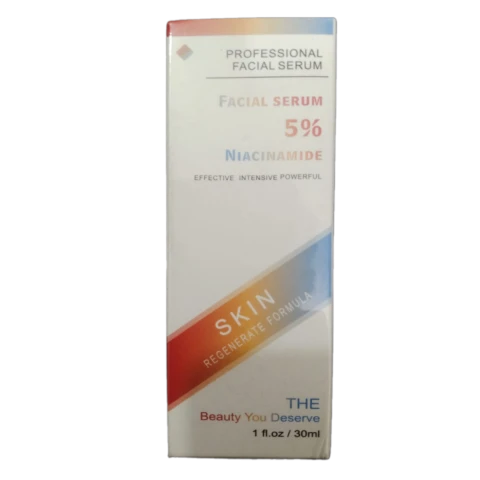 PROFESSIONAL
FACIAL SERUM
FACIAL SERUM
5%
NIACINAMIDE
EFFECTIVE INTENSIVE POWERFUL
SKIN
REGENERATE FORMULA
THE
Beauty You Deserve
1 fl.oz / 30ml